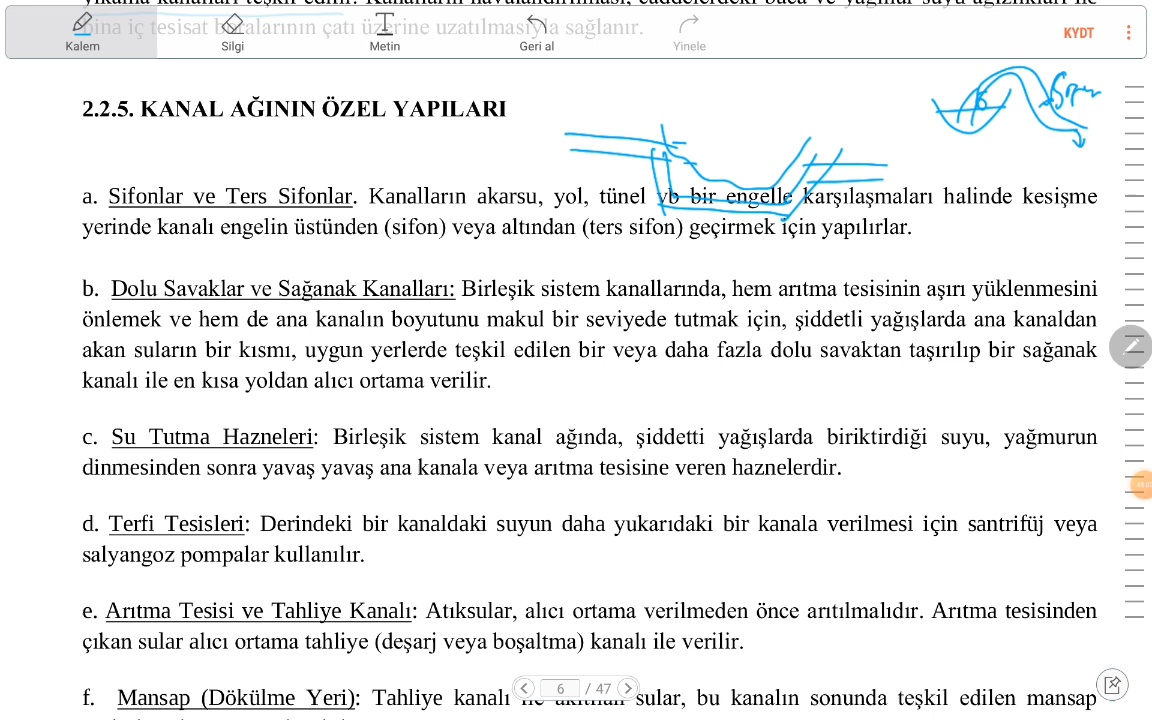 bina iç tesisat bacalarının çatı üzerine uzatılmasıyla sağlanır.
Kalem
Silgi
Metin
Geri al
Yinele
KYDT
2.2.5. KANAL AĞININ ÖZEL YAPILARI
a. Sifonlar ve Ters Sifonlar. Kanalların akarsu, yol, tünel vb bir engelle karşılaşmaları halinde kesişme
yerinde kanalı engelin üstünden (sifon) veya altından (ters sifon) geçirmek için yapılırlar.
b. Dolu Savaklar ve Sağanak Kanalları: Birleşik sistem kanallarında, hem arıtma tesisinin aşırı yüklenmesini
önlemek ve hem de ana kanalın boyutunu makul bir seviyede tutmak için, şiddetli yağışlarda ana kanaldan
akan suların bir kısmı, uygun yerlerde teşkil edilen bir veya daha fazla dolu savaktan taşırılıp bir sağanak
kanalı ile en kısa yoldan alıcı ortama verilir.
c. Su Tutma Hazneleri: Birleşik sistem kanal ağında, şiddetti yağışlarda biriktirdiği suyu, yağmurun
dinmesinden sonra yavaş yavaş ana kanala veya arıtma tesisine veren haznelerdir.
d. Terfi Tesisleri: Derindeki bir kanaldaki suyun daha yukarıdaki bir kanala verilmesi için santrifüj veya
salyangoz pompalar kullanılır.
e. Arıtma Tesisi ve Tahliye Kanalı: Atıksular, alıcı ortama verilmeden önce arıtılmalıdır. Arıtma tesisinden
çıkan sular alıcı ortama tahliye (deşarj veya boşaltma) kanalı ile verilir.
f. Mansap (Dökülme Yeri): Tahliye kanalı ile akıtılan sular, bu kanalın sonunda teşkil edilen mansap
6 / 47